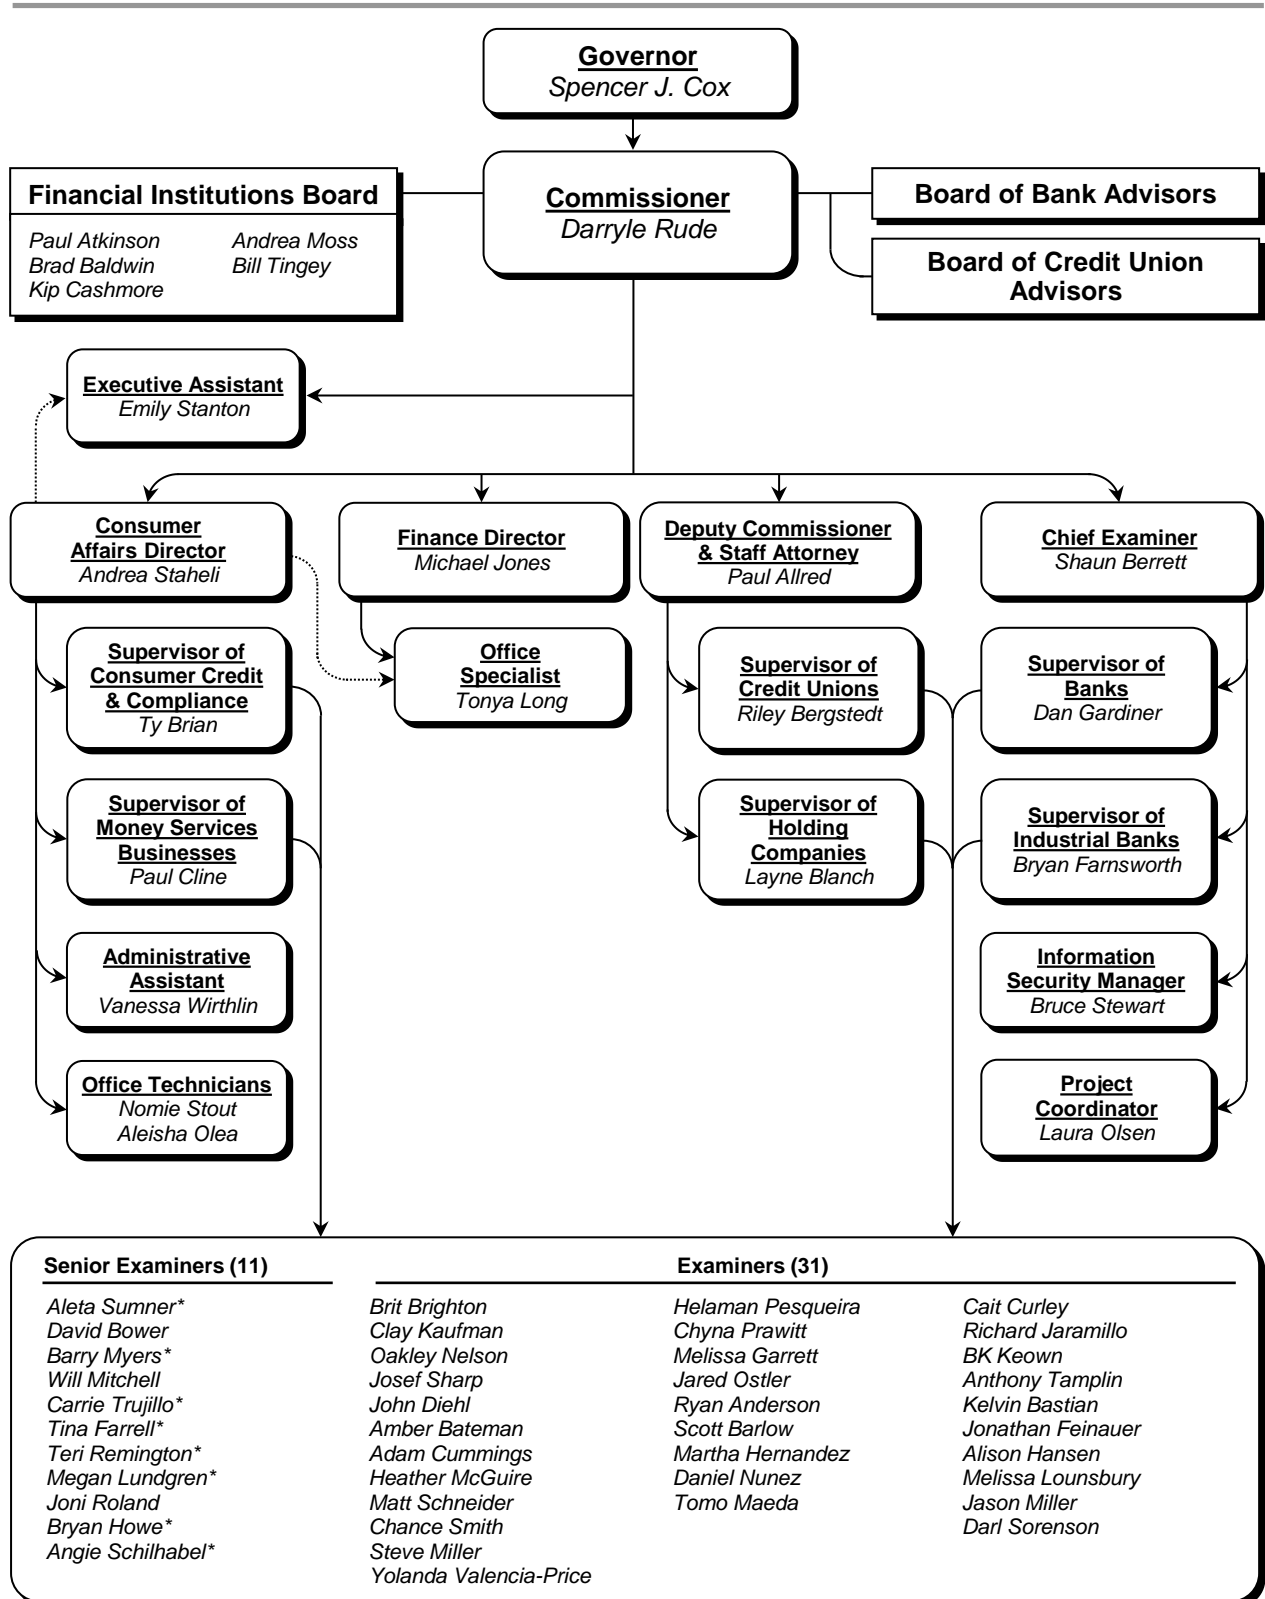 Governor
Spencer J. Cox
Commissioner
Darryle Rude
Financial Institutions Board
Paul Atkinson
Brad Baldwin
Kip Cashmore
Andrea Moss
Bill Tingey
Board of Bank Advisors
Board of Credit Union
Advisors
Executive Assistant
Emily Stanton
Consumer
Affairs Director
Andrea Staheli
Finance Director
Michael Jones
Deputy Commissioner
& Staff Attorney
Paul Allred
Chief Examiner
Shaun Berrett
Supervisor of
Consumer Credit
& Compliance
Ty Brian
Office
Specialist
Tonya Long
Supervisor of
Credit Unions
Riley Bergstedt
Supervisor of
Banks
Dan Gardiner
Supervisor of
Money Services
Businesses
Paul Cline
Supervisor of
Holding
Companies
Layne Blanch
Supervisor of
Industrial Banks
Bryan Farnsworth
Administrative
Assistant
Vanessa Wirthlin
Information
Security Manager
Bruce Stewart
Office Technicians
Nomie Stout
Aleisha Olea
Project
Coordinator
Laura Olsen
Senior Examiners (11)
Aleta Sumner*
David Bower
Barry Myers*
Will Mitchell
Carrie Trujillo*
Tina Farrell*
Teri Remington*
Megan Lundgren*
Joni Roland
Bryan Howe*
Angie Schilhabel*
Examiners (31)
Brit Brighton
Clay Kaufman
Oakley Nelson
Josef Sharp
John Diehl
Amber Bateman
Adam Cummings
Heather McGuire
Matt Schneider
Chance Smith
Steve Miller
Yolanda Valencia-Price
Helaman Pesqueira
Chyna Prawitt
Melissa Garrett
Jared Ostler
Ryan Anderson
Scott Barlow
Martha Hernandez
Daniel Nunez
Tomo Maeda
Cait Curley
Richard Jaramillo
BK Keown
Anthony Tamplin
Kelvin Bastian
Jonathan Feinauer
Alison Hansen
Melissa Lounsbury
Jason Miller
Darl Sorenson